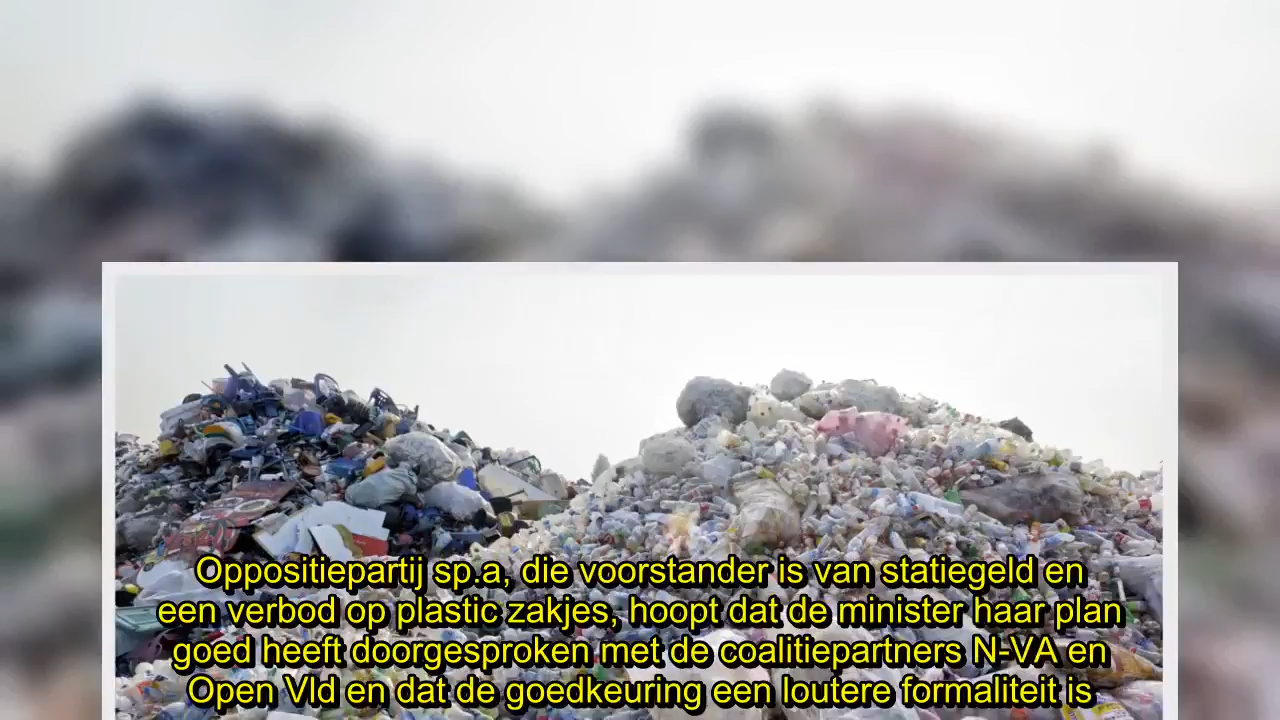 Oppositiepartij sp.a, die voorstander is van statiegeld en
een verbod op plastic zakjes, hoopt dat de minister haar plan
goed heeft doorgesproken met de coalitiepartners N-VA en
Open Vld en dat de goedkeuring een loutere formaliteit is